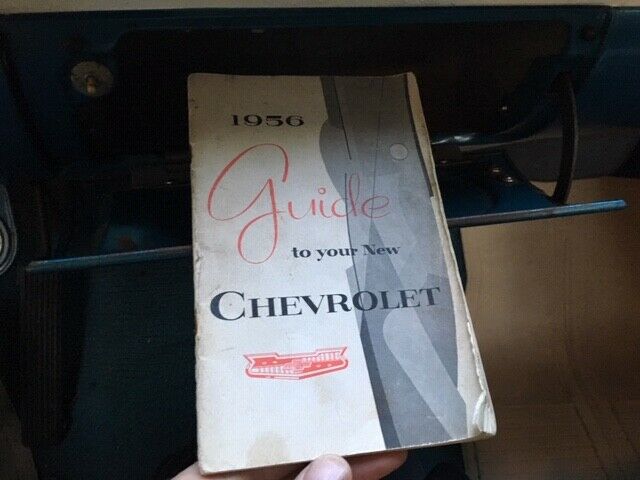 1956
Guide
to your New
CHEVROLET